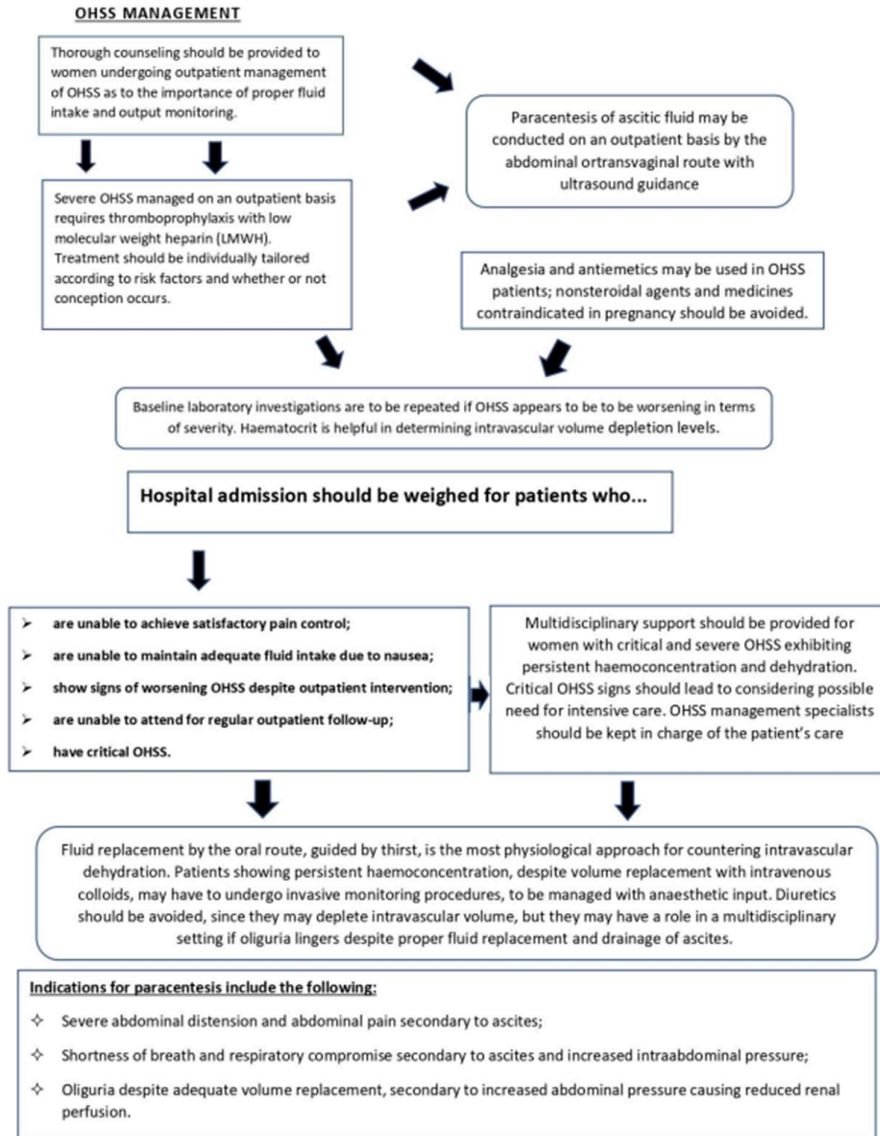 OHSS MANAGEMENT
Thorough counseling should be provided to
women undergoing outpatient management
of OHSS as to the importance of proper fluid
intake and output monitoring.
Paracentesis of ascitic fluid may be
conducted on an outpatient basis by the
abdominal ortransvaginal route with
ultrasound guidance
Severe OHSS managed on an outpatient basis
requires thromboprophylaxis with low
molecular weight heparin (LMWH).
Treatment should be individually tailored
according to risk factors and whether or not
conception occurs.
Analgesia and antiemetics may be used in OHSS
patients; nonsteroidal agents and medicines
contraindicated in pregnancy should be avoided.
Baseline laboratory investigations are to be repeated if OHSS appears to be to be worsening in terms
of severity. Haematocrit is helpful in determining intravascular volume depletion levels.
Hospital admission should be weighed for patients who...
➢ are unable to achieve satisfactory pain control;
➢ are unable to maintain adequate fluid intake due to nausea;
➢ show signs of worsening OHSS despite outpatient intervention;
➢ are unable to attend for regular outpatient follow-up;
➢ have critical OHSS.
Multidisciplinary support should be provided for
women with critical and severe OHSS exhibiting
persistent haemoconcentration and dehydration.
Critical OHSS signs should lead to considering possible
need for intensive care. OHSS management specialists
should be kept in charge of the patient's care
Fluid replacement by the oral route, guided by thirst, is the most physiological approach for countering intravascular
dehydration. Patients showing persistent haemoconcentration, despite volume replacement with intravenous
colloids, may have to undergo invasive monitoring procedures, to be managed with anaesthetic input. Diuretics
should be avoided, since they may deplete intravascular volume, but they may have a role in a multidisciplinary
setting if oliguria lingers despite proper fluid replacement and drainage of ascites.
Indications for paracentesis include the following:
✧ Severe abdominal distension and abdominal pain secondary to ascites;
✧ Shortness of breath and respiratory compromise secondary to ascites and increased intraabdominal pressure;
✧ Oliguria despite adequate volume replacement, secondary to increased abdominal pressure causing reduced renal
perfusion.